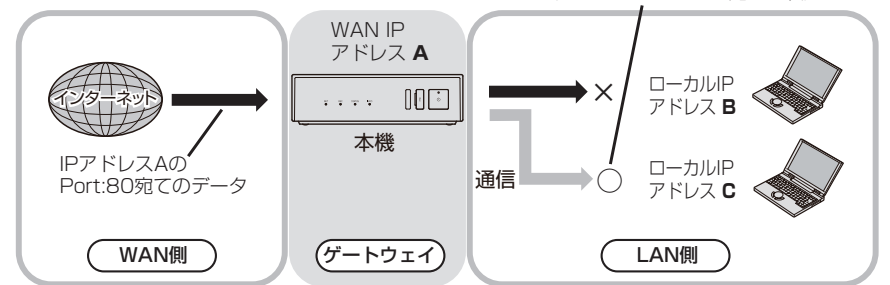 WAN IP
アドレス A
インターネット
IPアドレスAの
Port:80宛てのデータ
本機
通信
×
ローカルIP
アドレス B
○
ローカルIP
アドレス C
WAN側
ゲートウェイ
LAN側